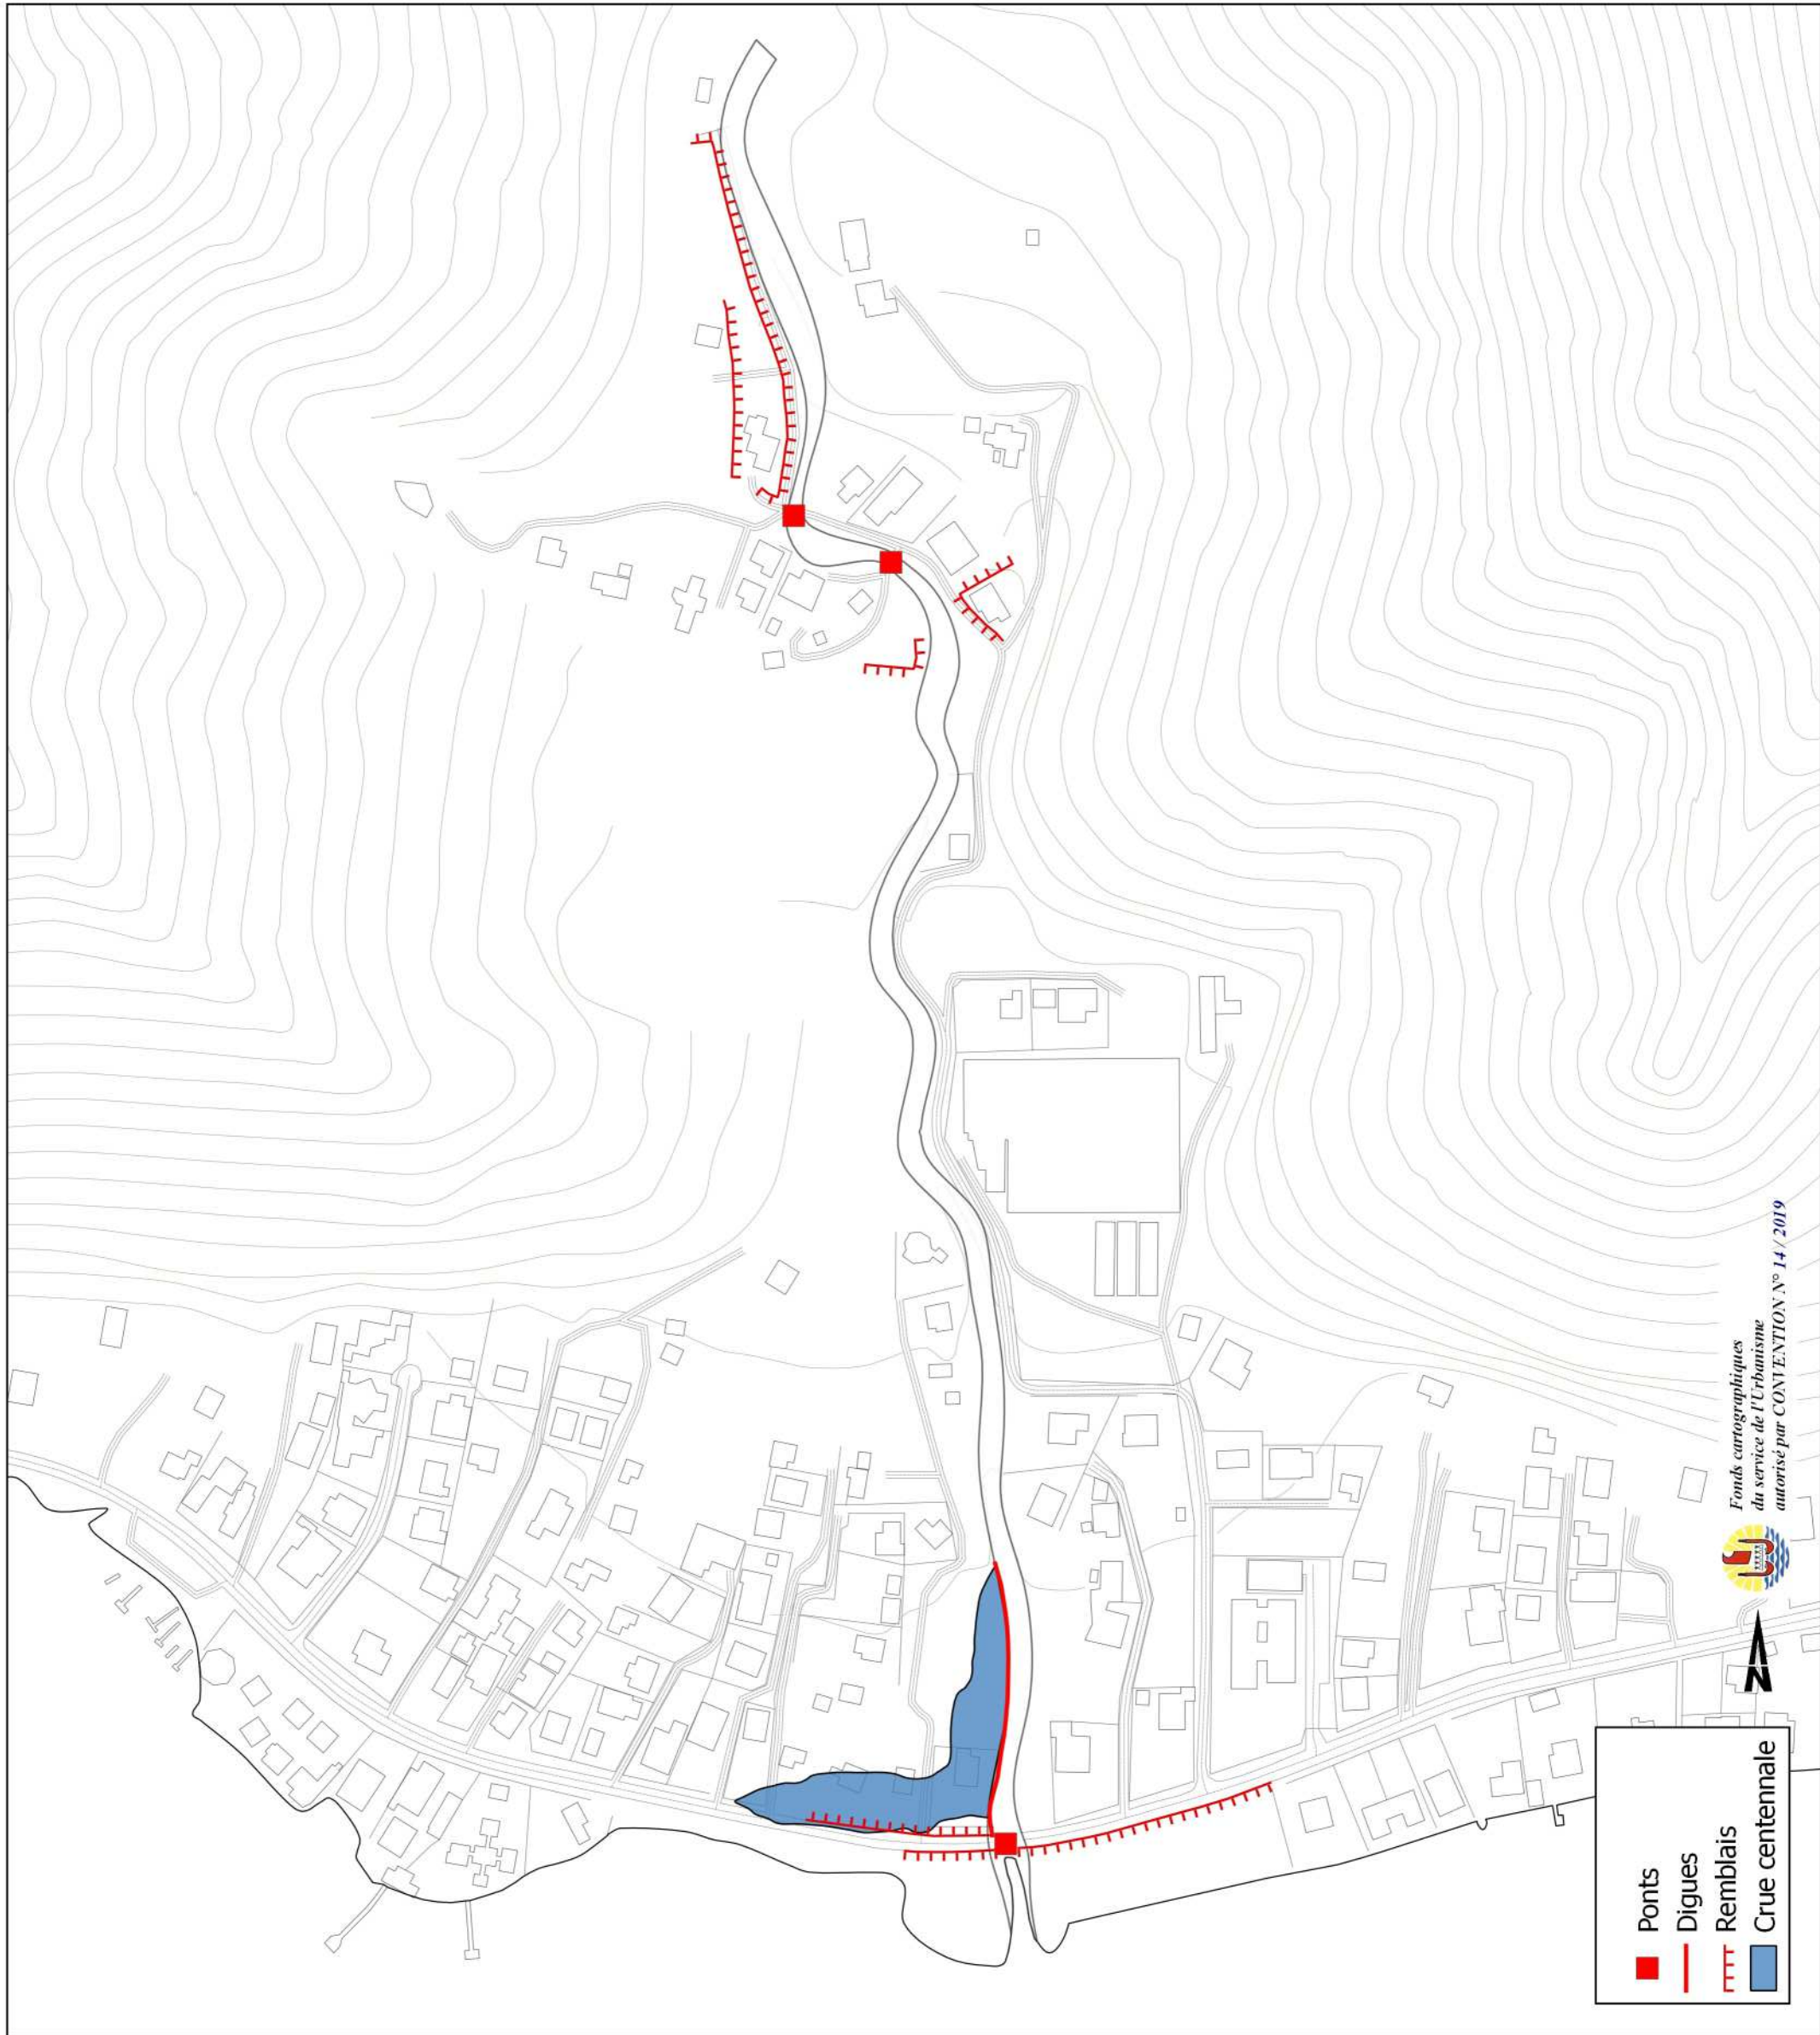 Ponts
Digues
Remblais
Crue centennale
N
Fonds cartographiques
du service de l'Urbanisme
autorisé par CONVENTION N° 14 / 2019